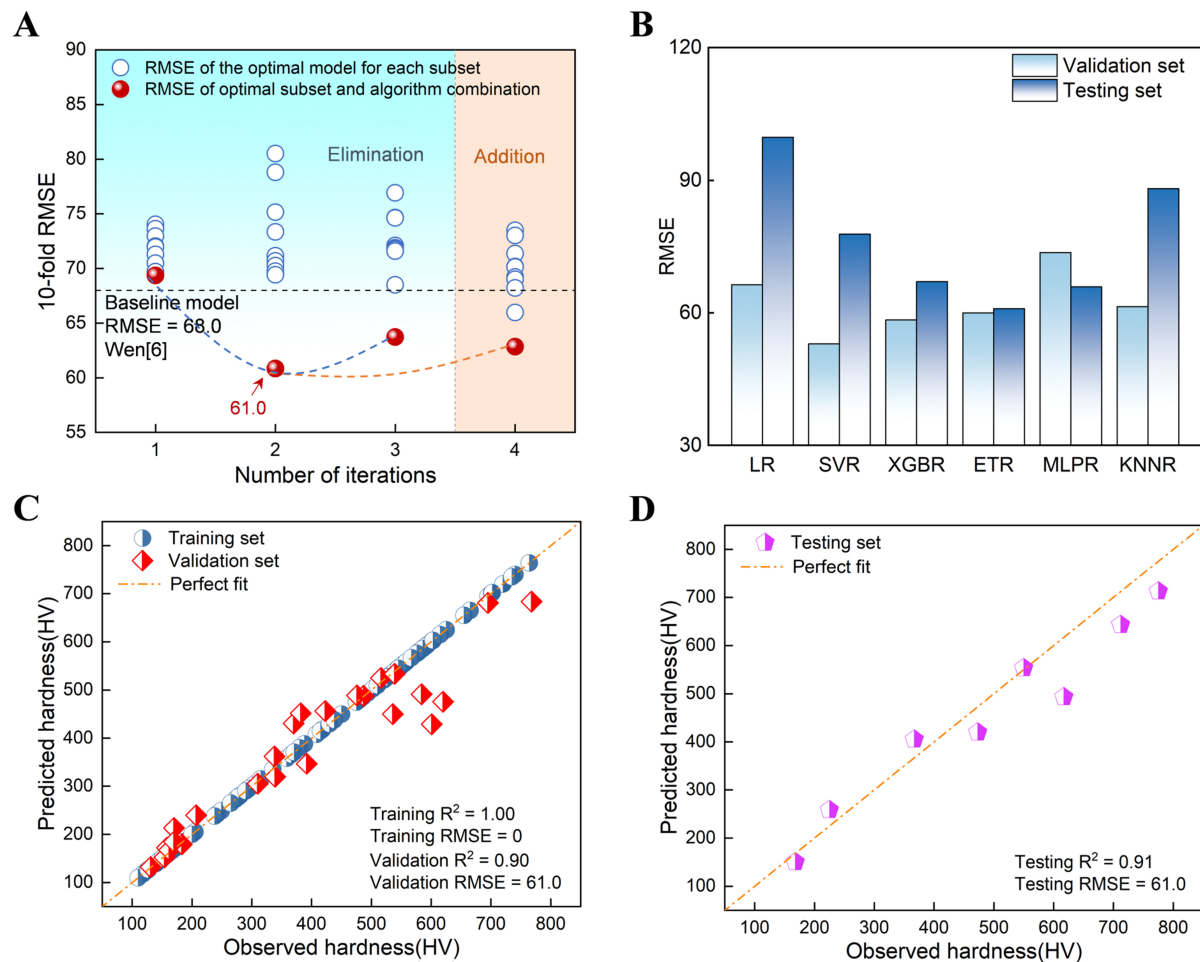 A
90
85
80
75
70
65
60
55
10-fold RMSE
RMSE of the optimal model for each subset
RMSE of optimal subset and algorithm combination
Elimination
Addition
Baseline model
RMSE = 68.0
Wen[6]
61.0
1 2 3 4
Number of iterations
B
120
90
60
30
RMSE
Validation set
Testing set
LR SVR XGBR ETR MLPR KNNR
C
800
700
600
500
400
300
200
100
Predicted hardness(HV)
Training set
Validation set
Perfect fit
Training R² = 1.00
Training RMSE = 0
Validation R² = 0.90
Validation RMSE = 61.0
100 200 300 400 500 600 700 800
Observed hardness(HV)
D
800
700
600
500
400
300
200
100
Predicted hardness(HV)
Testing set
Perfect fit
Testing R² = 0.91
Testing RMSE = 61.0
100 200 300 400 500 600 700 800
Observed hardness(HV)